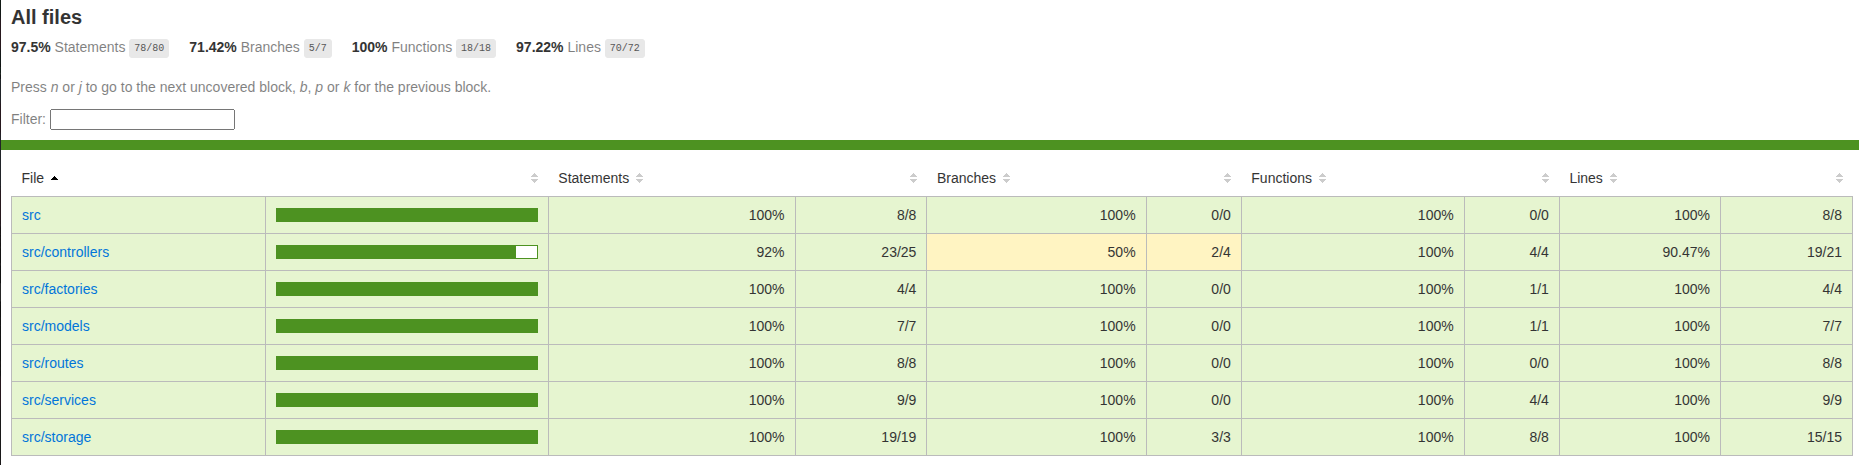 All files
97.5% Statements 78/80 71.42% Branches 5/7 100% Functions 18/18 97.22% Lines 70/72
Press n or j to go to the next uncovered block, b, p or k for the previous block.
Filter:
File Statements Branches Functions Lines
src 100% 8/8 100% 0/0 100% 0/0 100% 8/8
src/controllers 92% 23/25 50% 2/4 100% 4/4 90.47% 19/21
src/factories 100% 4/4 100% 0/0 100% 1/1 100% 4/4
src/models 100% 7/7 100% 0/0 100% 1/1 100% 7/7
src/routes 100% 8/8 100% 0/0 100% 0/0 100% 8/8
src/services 100% 9/9 100% 0/0 100% 4/4 100% 9/9
src/storage 100% 19/19 100% 3/3 100% 8/8 100% 15/15